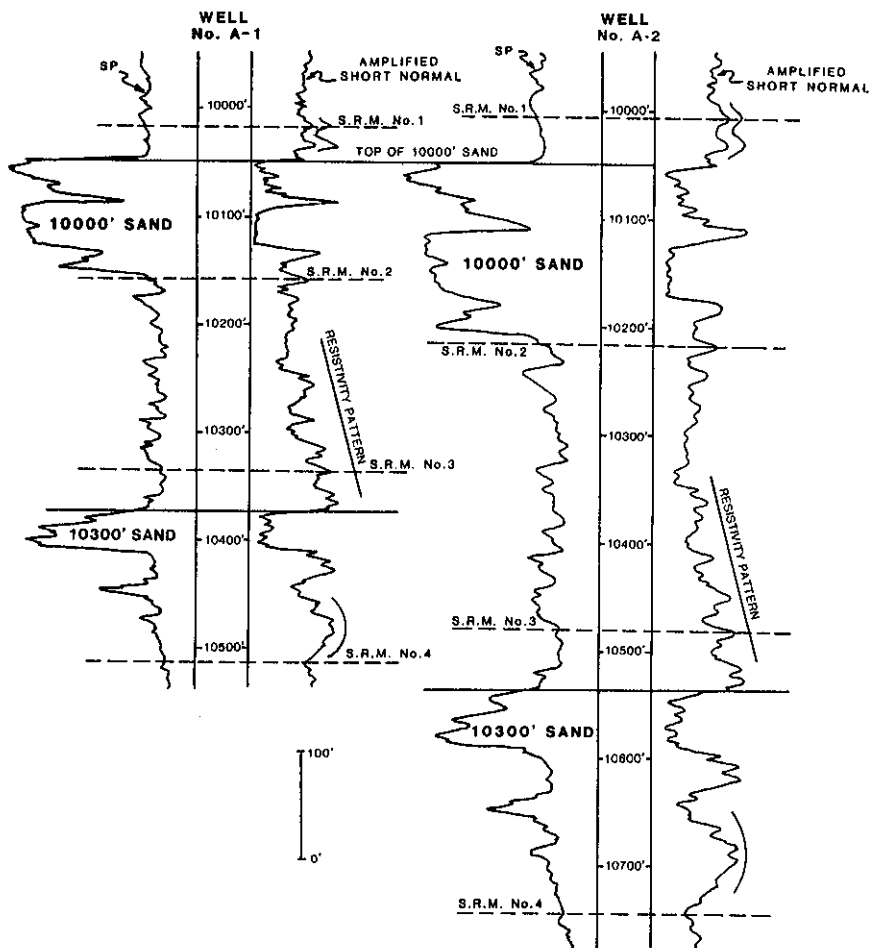 WELL
No. A-1
SP
AMPLIFIED
SHORT NORMAL
10000'
S.R.M. No.1
TOP OF 10000' SAND
10100'
10000' SAND
S.R.M. No.2
10200'
RESISTIVITY PATTERN
10300'
S.R.M. No.3
10300' SAND
10400'
10500'
S.R.M. No.4
100'
0'
WELL
No. A-2
SP
AMPLIFIED
SHORT NORMAL
S.R.M. No.1
10000'
10100'
10000' SAND
10200'
S.R.M. No.2
10300'
RESISTIVITY PATTERN
10400'
S.R.M. No.3
10500'
10300' SAND
10600'
10700'
S.R.M. No.4